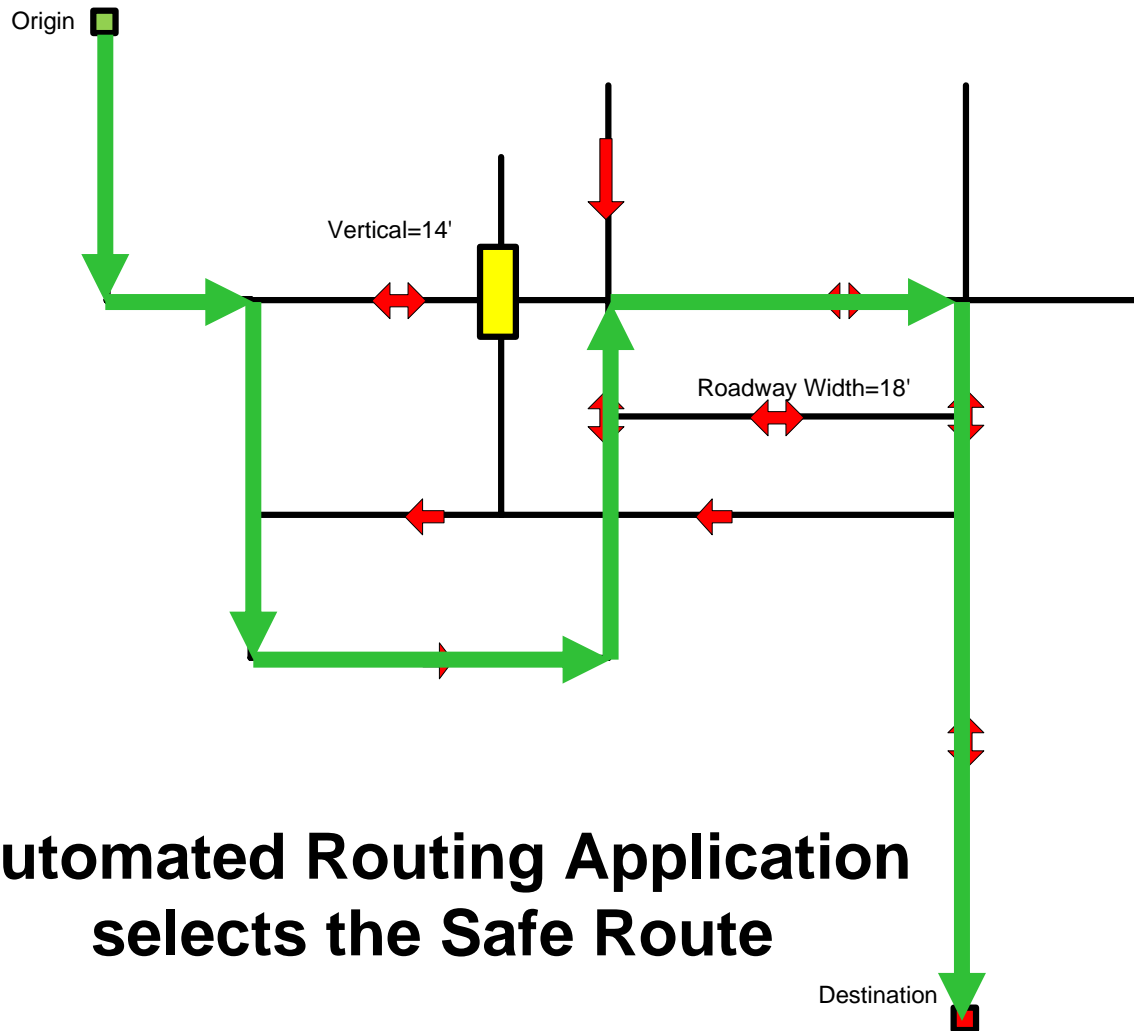 Origin
Vertical=14'
Roadway Width=18'
utomated Routing Application
selects the Safe Route
Destination